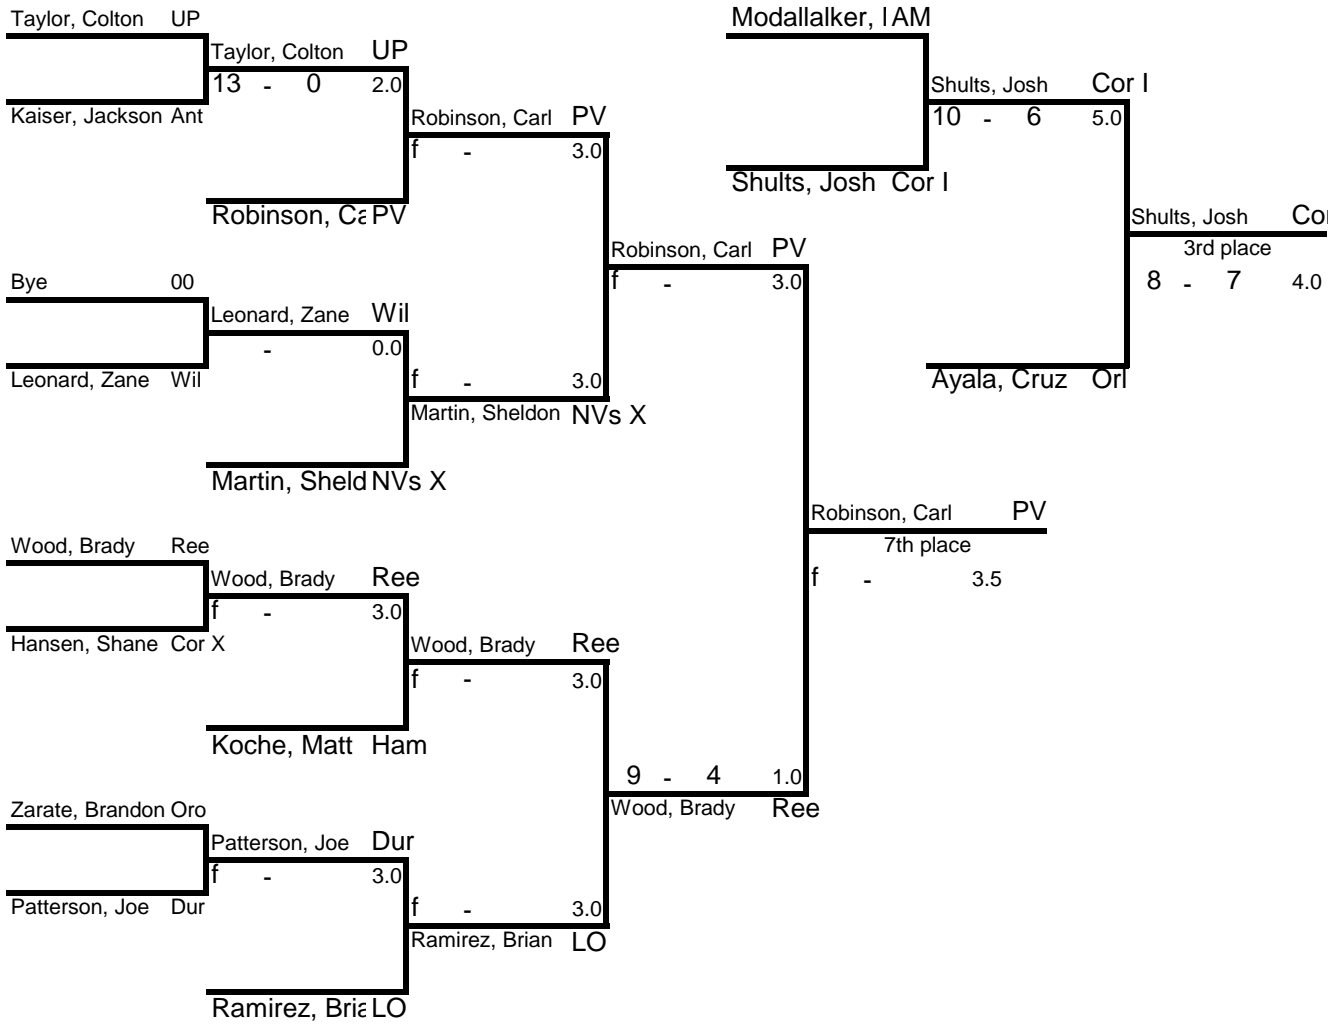 Taylor, Colton UP
Taylor, Colton UP
13 - 0 2.0
Kaiser, Jackson Ant
Robinson, Carl PV
f - 3.0
Robinson, Ca PV
Robinson, Carl PV
f - 3.0
Bye 00
Leonard, Zane Wil
- 0.0
Leonard, Zane Wil
f - 3.0
Martin, Sheldon NVs X
Martin, Sheld NVs X
Robinson, Carl PV
7th place
f - 3.5
Wood, Brady Ree
Wood, Brady Ree
f - 3.0
Hansen, Shane Cor X
Wood, Brady Ree
f - 3.0
Koche, Matt Ham
9 - 4 1.0
Wood, Brady Ree
Zarate, Brandon Oro
Patterson, Joe Dur
f - 3.0
Patterson, Joe Dur
f - 3.0
Ramirez, Brian LO
Ramirez, Bria LO
Modallalker, I AM
Shults, Josh Cor I
10 - 6 5.0
Shults, Josh Cor I
Shults, Josh Cor
3rd place
8 - 7 4.0
Ayala, Cruz Orl